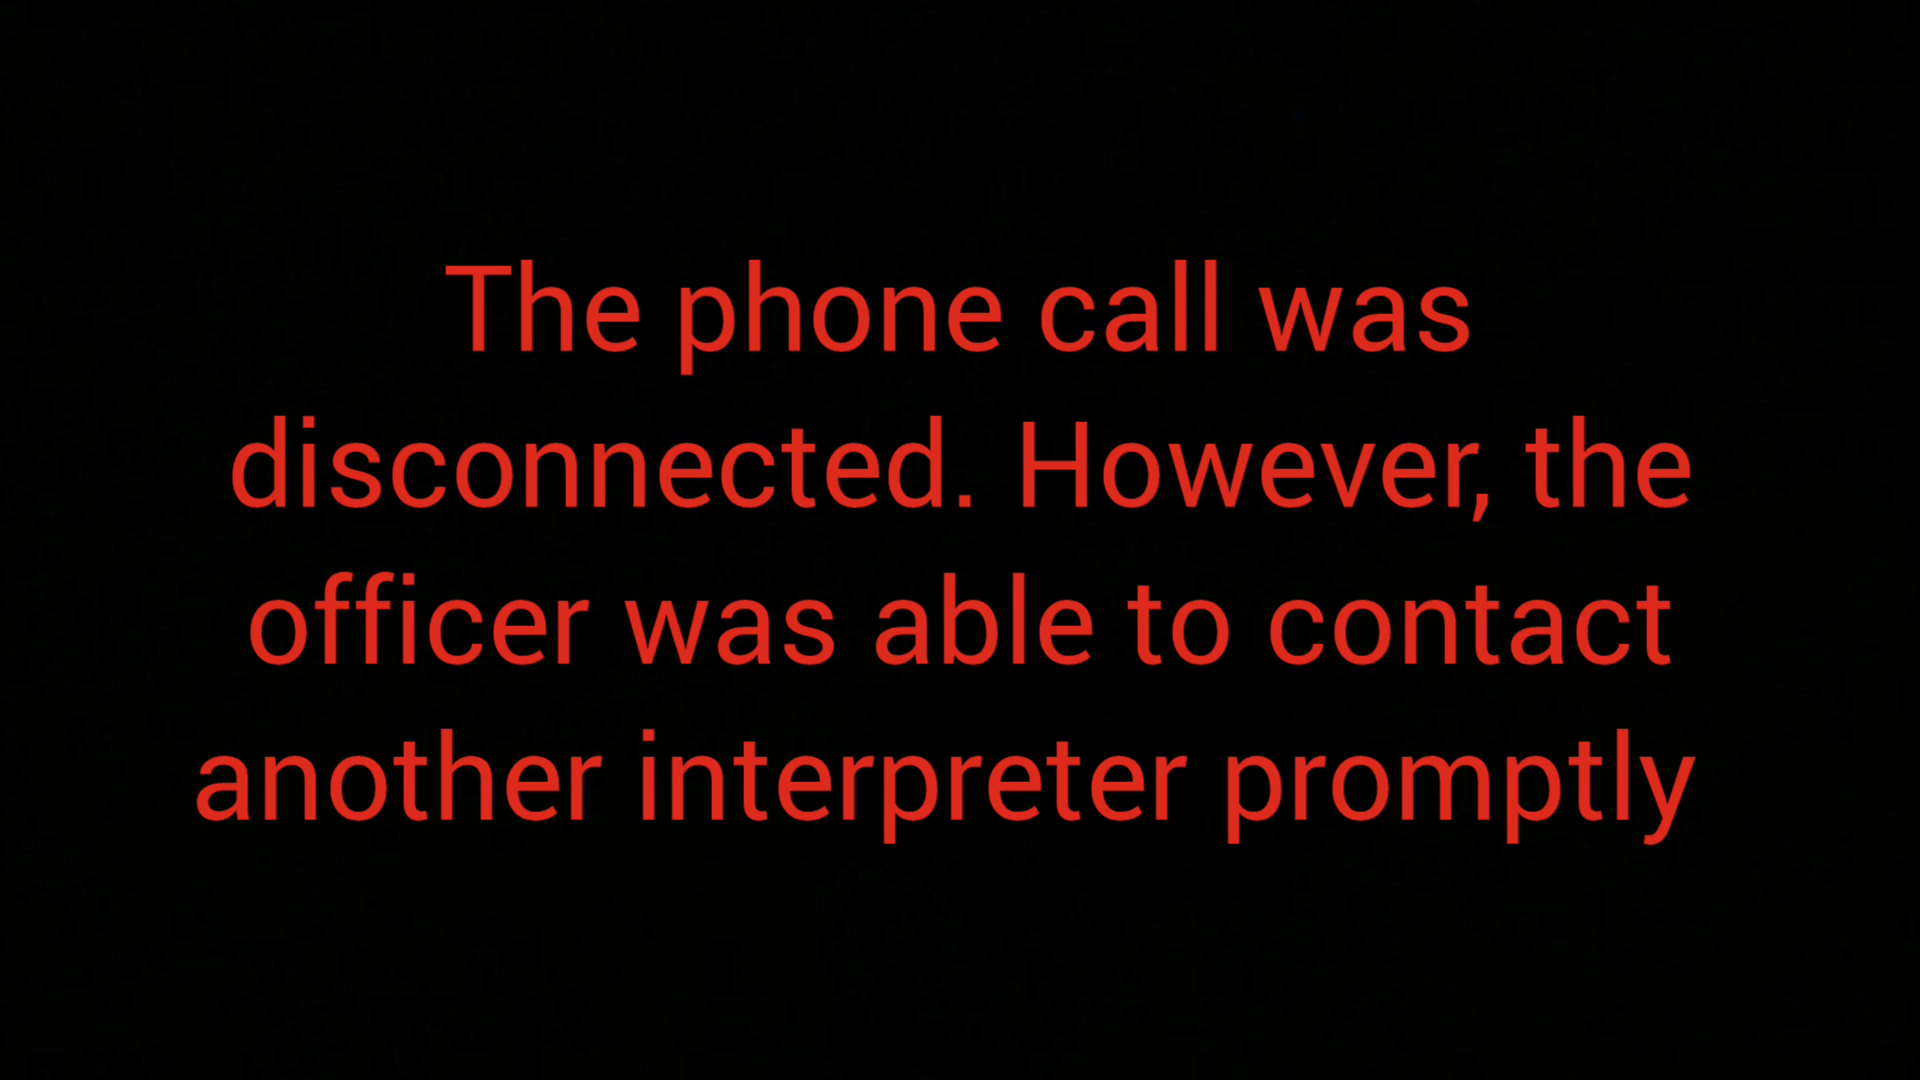 The phone call was
disconnected. However, the
officer was able to contact
another interpreter promptly